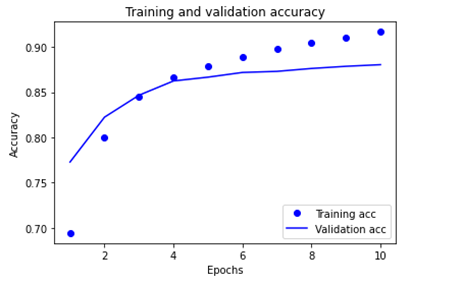 Training and validation accuracy
Accuracy
0.90
0.85
0.80
0.75
0.70
Training acc
Validation acc
2 4 6 8 10
Epochs